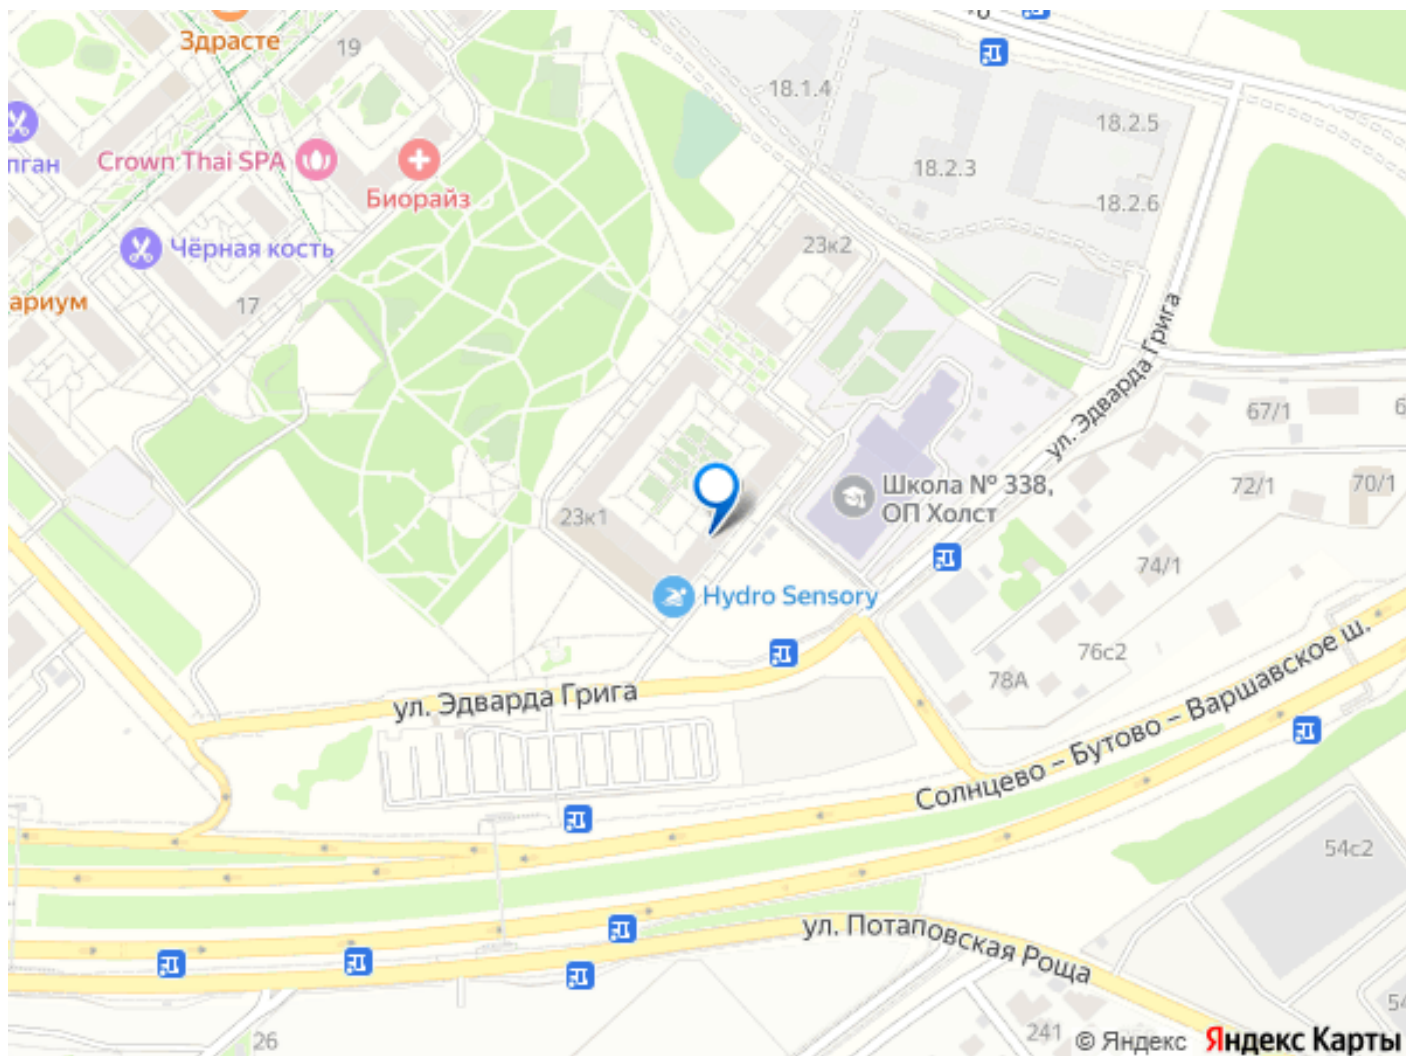 Здрасте
19
18.1.4
18.2.5
пган
Crown Thai SPA
18.2.3
Биорайз
18.2.6
Чёрная кость
23к2
ариум
17
ул. Эдварда Грига
67/1
6
Школа № 338,
ОП Холст
72/1
70/1
23к1
74/1
Hydro Sensory
76с2
78А
ул. Эдварда Грига
Солнцево – Бутово – Варшавское ш.
54с2
ул. Потаповская Роща
54
26
241
© Яндекс
Яндекс Карты